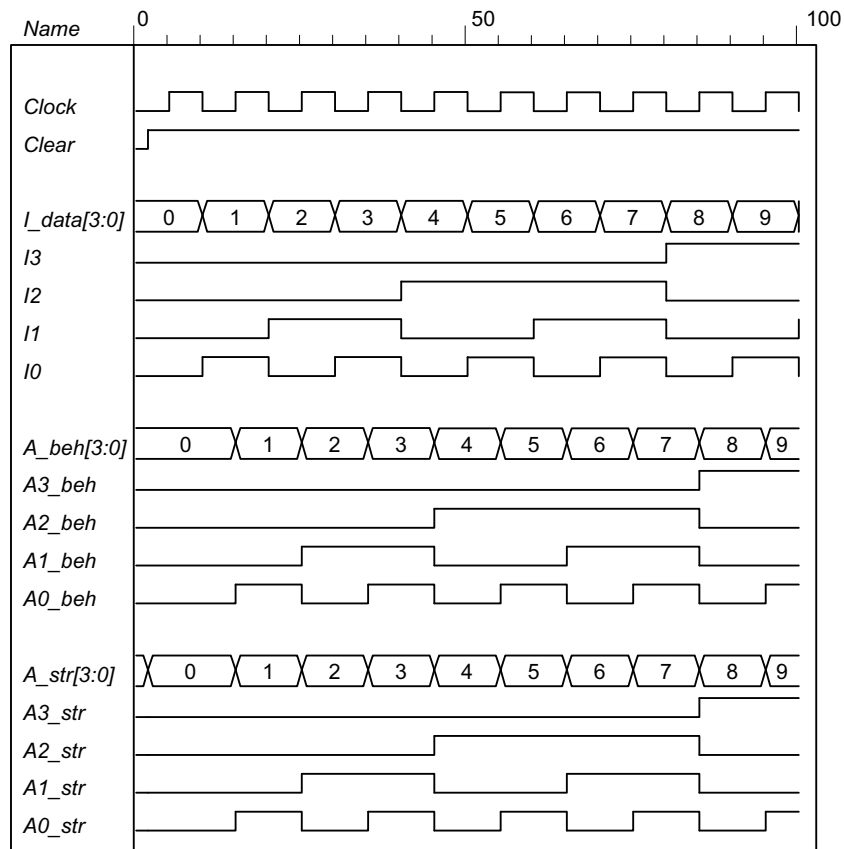 Name 0 50 100
Clock
Clear
I_data[3:0] 0 1 2 3 4 5 6 7 8 9
I3
I2
I1
I0
A_beh[3:0] 0 1 2 3 4 5 6 7 8 9
A3_beh
A2_beh
A1_beh
A0_beh
A_str[3:0] 0 1 2 3 4 5 6 7 8 9
A3_str
A2_str
A1_str
A0_str